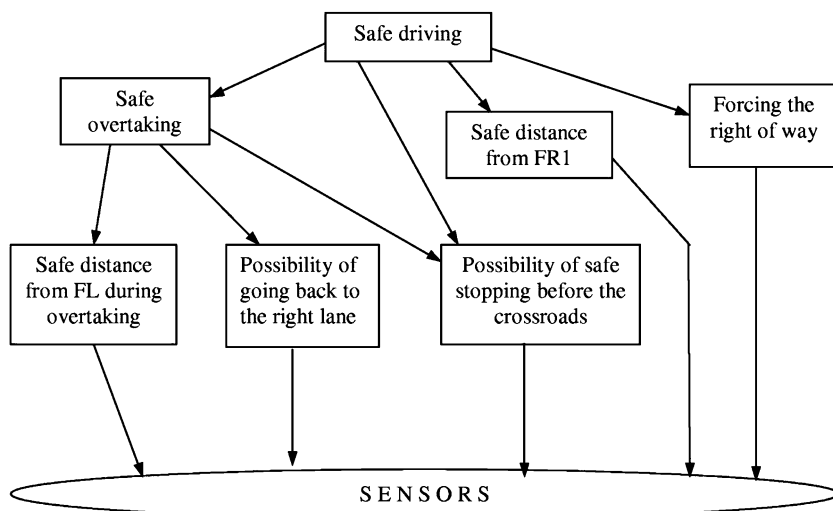 Safe driving
Safe
overtaking
Safe distance
from FR1
Forcing the
right of way
Safe distance
from FL during
overtaking
Possibility of
going back to
the right lane
Possibility of safe
stopping before the
crossroads
SENSORS